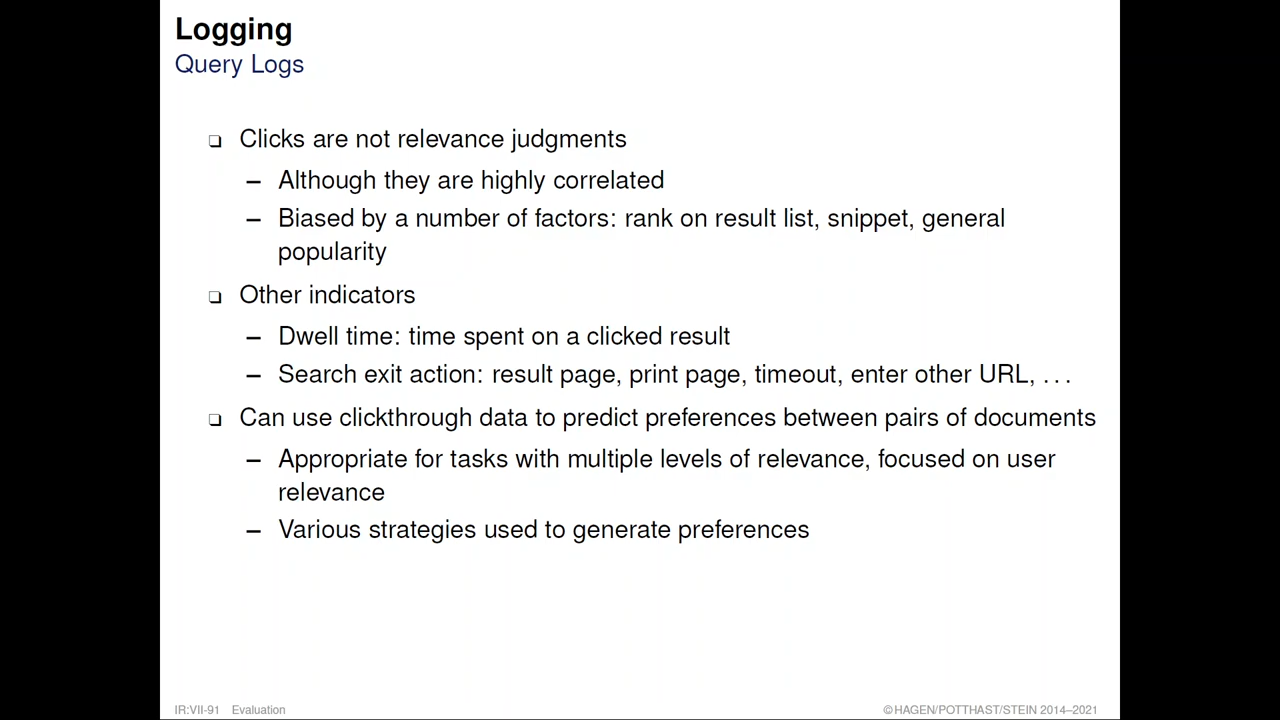 Logging
Query Logs
❑ Clicks are not relevance judgments
– Although they are highly correlated
– Biased by a number of factors: rank on result list, snippet, general
popularity
❑ Other indicators
– Dwell time: time spent on a clicked result
– Search exit action: result page, print page, timeout, enter other URL, . . .
❑ Can use clickthrough data to predict preferences between pairs of documents
– Appropriate for tasks with multiple levels of relevance, focused on user
relevance
– Various strategies used to generate preferences
IR:VII-91 Evaluation ©HAGEN/POTTHAST/STEIN 2014–2021